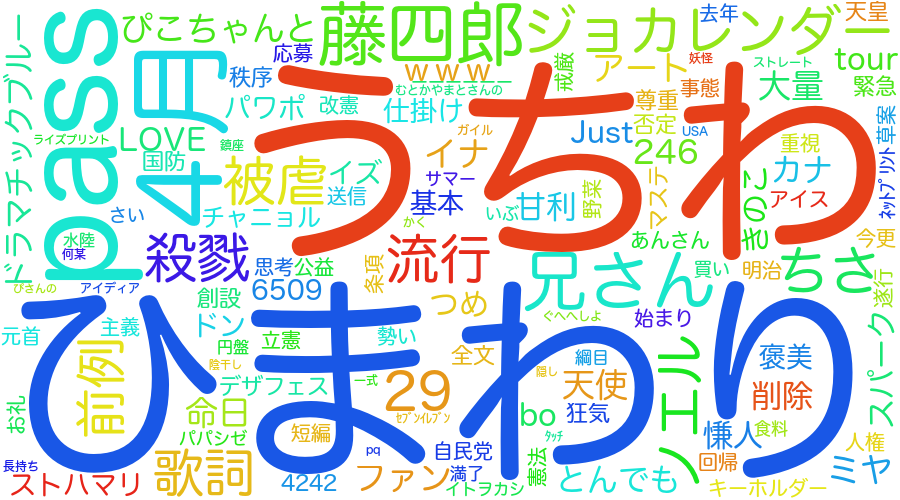 ぴこちゃんと
藤四郎
ジョカレンダー
去年
天皇
応募
www
アート
戒厳
妖怪
ストレート
tour
秩序
パワポ
改憲
むとかやまとさんの
仕掛け
尊重
事態
大量
緊急
ドラマチックブルー
pass
4月
うちわ
LOVE
ライズプリント
鎮座
ガイル
Just
否定
USA
重視
草案
国防
被虐
イズ
イナ
246
カナ
ネットプリント
送信
サマー
基本
いぶ
甘利
野菜
マステ
アイス
きのこ
さい
チャニョル
かく
あんさん
今更
水陸
何某
殺戮
流行
兄さん
買い
明治
ちさ
遂行
ぴさんの
アイディア
思考
公益
6509
条項
創設
つめ
ぐへへしよ
始まり
元首
主義
ドン
円盤
立憲
勢い
全文
綱目
ノエル
褒美
スパーク
ひまわり
前例
陰干し
デザフェス
一式
29
隠し
天使
削除
お礼
命日
セブンイレブン
bo
狂気
慊人
食料
パパシゼ
短編
タッチ
人権
長持ち
ストハマリ
歌詞
pq
自民党
憲法
回帰
ミヤ
4242
ファン
満了
イトヲカシ
とんでも
キーホルダー